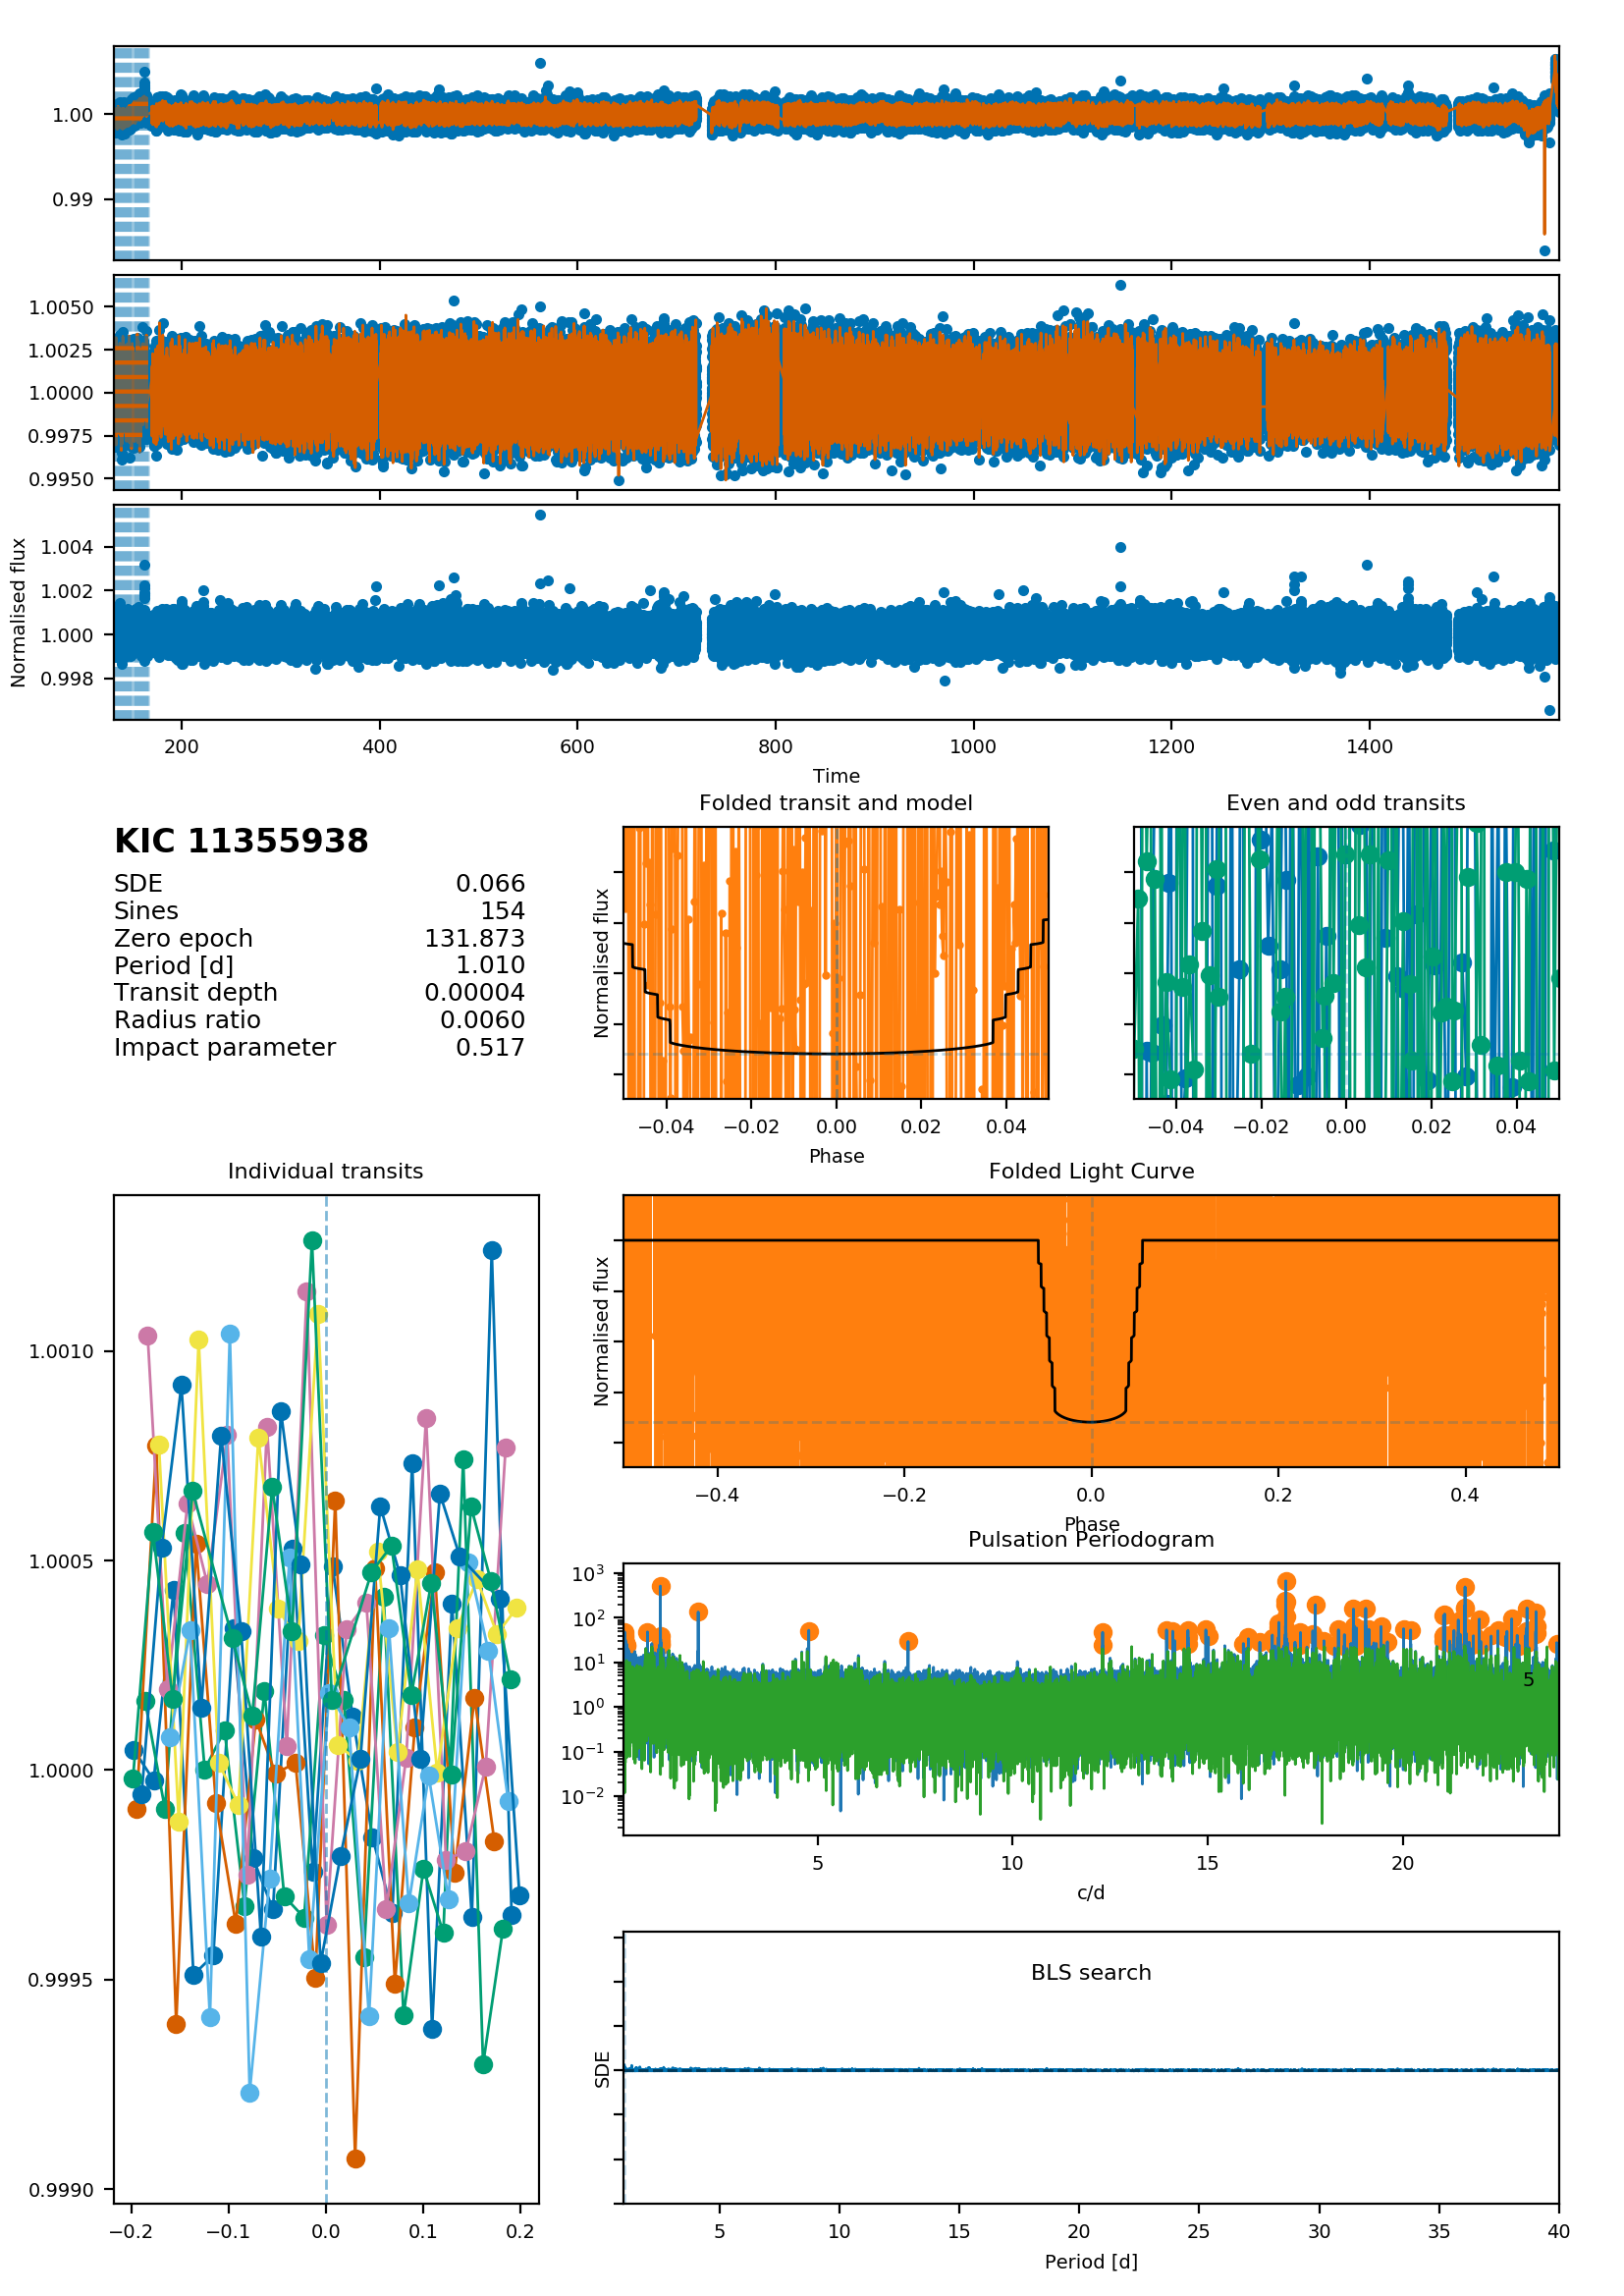 1.00
0.99
1.0050
1.0025
1.0000
0.9975
0.9950
1.004
1.002
1.000
0.998
Normalised flux
200 400 600 800 1000 1200 1400
Time
KIC 11355938
SDE 0.066
Sines 154
Zero epoch 131.873
Period [d] 1.010
Transit depth 0.00004
Radius ratio 0.0060
Impact parameter 0.517
Folded transit and model
Normalised flux
−0.04 −0.02 0.00 0.02 0.04
Phase
Even and odd transits
−0.04 −0.02 0.00 0.02 0.04
Individual transits
1.0010
1.0005
1.0000
0.9995
0.9990
−0.2 −0.1 0.0 0.1 0.2
Folded Light Curve
Normalised flux
−0.4 −0.2 0.0 0.2 0.4
Phase
Pulsation Periodogram
10³
10²
10¹
10⁰
10⁻¹
10⁻²
5
5 10 15 20
c/d
BLS search
SDE
5 10 15 20 25 30 35 40
Period [d]